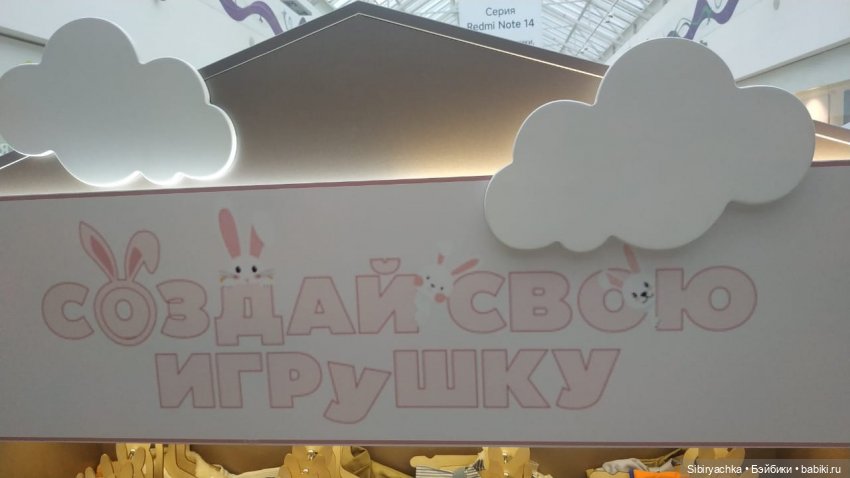 Серия
Redmi Note 14
СОЗДАЙ СВОЮ
ИГРУШКУ
Sibiryachka • Бэйбики • babiki.ru